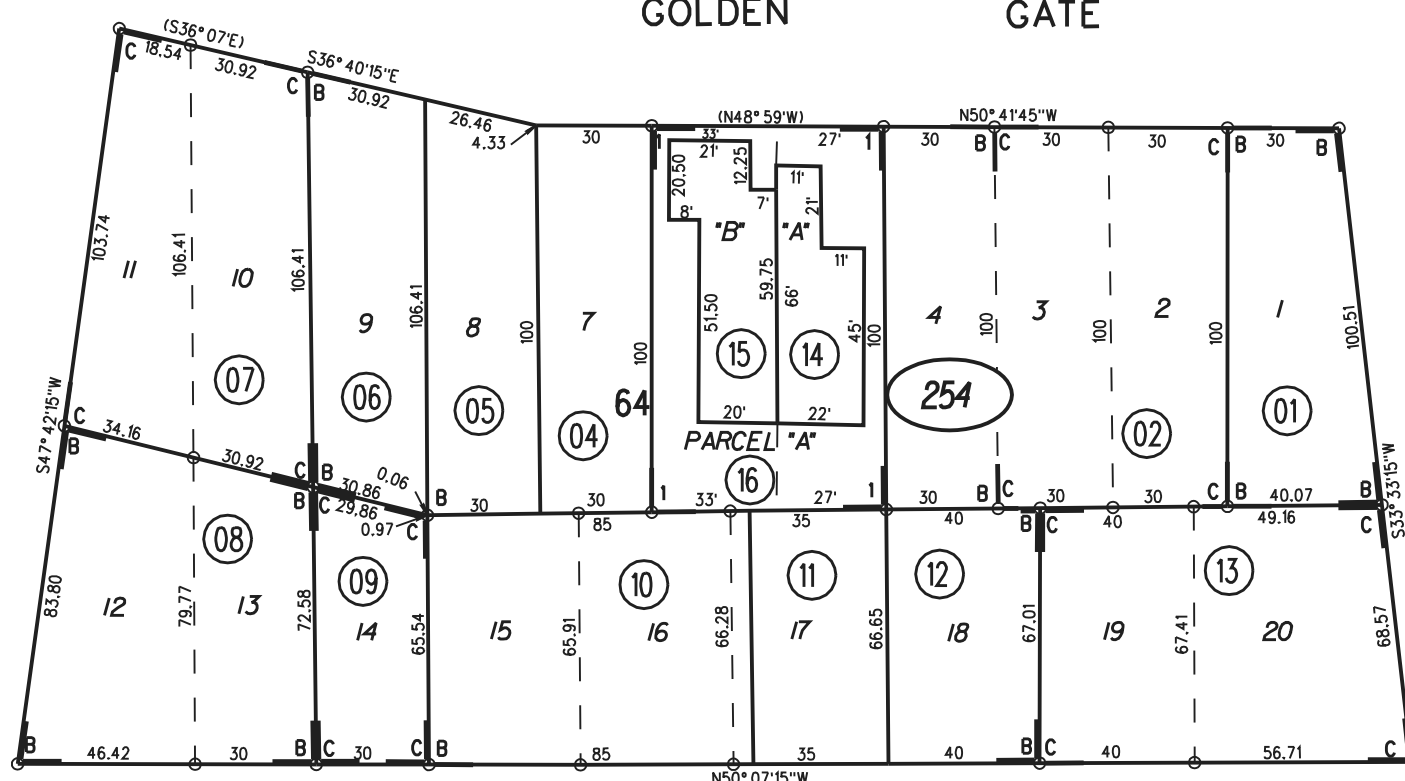 GOLDEN GATE
(S36° 07'E)
S36° 40'15"E
(N48° 59'W)
N50° 41'45"W
C 18.54 30.92 C B 30.92 26.46 4.33 30 33' 27' 30 B C 30 30 C B 30 B
1 21' 12.25 20.50 8' 7' 11' 21' 11' 1
"B" "A"
103.74 106.41 106.41 106.41 100 100 51.50 59.75 66' 45' 100 100 100 100 100.51
11 10 9 8 7 4 3 2 1
07 06 05 04 15 14 254 02 01
64
20' 22'
PARCEL "A"
16
S47° 42'15"W
S33° 33'15"W
C B 34.16 30.92 C B 30.86 0.06 B 30 30 1 33' 27' 1 30 B C 30 30 C B 40.07 B
B C 29.86 0.97 C 85 35 40 B C 40 49.16 C
08 09 10 11 12 13
83.80 79.77 72.58 65.54 65.91 66.28 66.65 67.01 67.41 68.57
12 13 14 15 16 17 18 19 20
B 46.42 30 B C 30 C B 85 35 40 B C 40 56.71 C
N50° 07'15"W